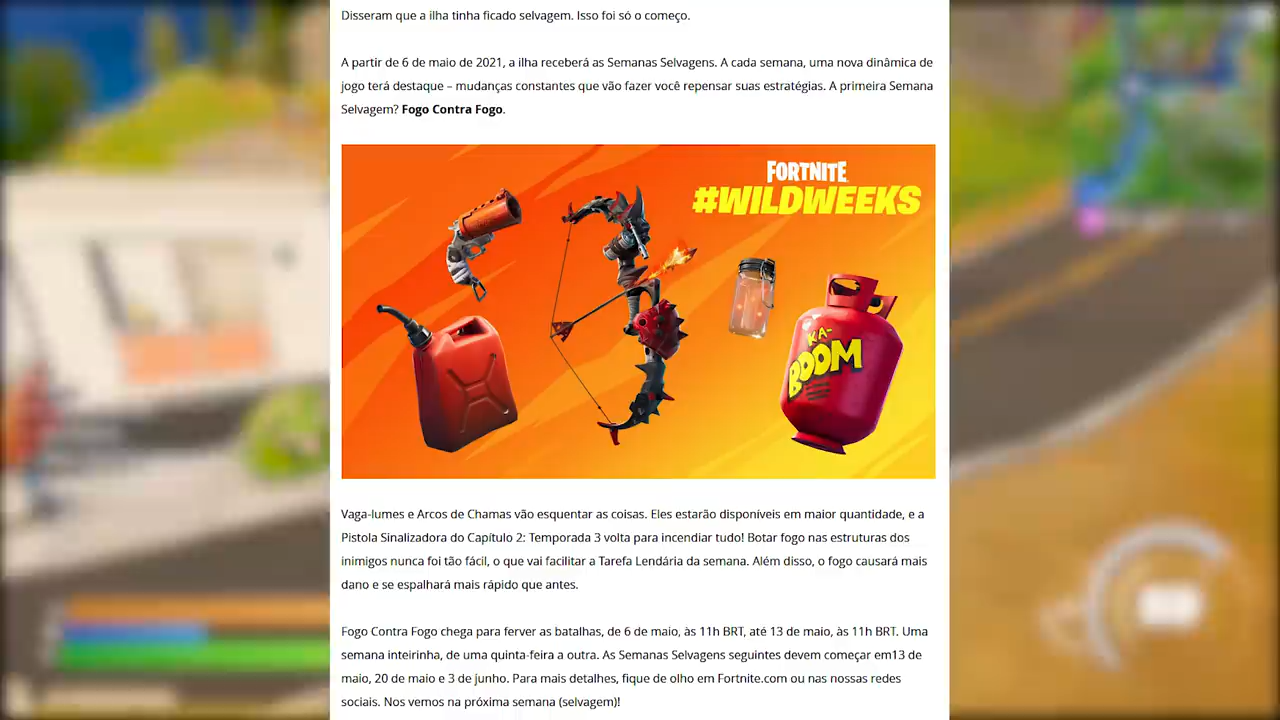 Disseram que a ilha tinha ficado selvagem. Isso foi só o começo.
A partir de 6 de maio de 2021, a ilha receberá as Semanas Selvagens. A cada semana, uma nova dinâmica de
jogo terá destaque – mudanças constantes que vão fazer você repensar suas estratégias. A primeira Semana
Selvagem? Fogo Contra Fogo.
FORTNITE
#WILDWEEKS
KA-
BOOM
Vaga-lumes e Arcos de Chamas vão esquentar as coisas. Eles estarão disponíveis em maior quantidade, e a
Pistola Sinalizadora do Capítulo 2: Temporada 3 volta para incendiar tudo! Botar fogo nas estruturas dos
inimigos nunca foi tão fácil, o que vai facilitar a Tarefa Lendária da semana. Além disso, o fogo causará mais
dano e se espalhará mais rápido que antes.
Fogo Contra Fogo chega para ferver as batalhas, de 6 de maio, às 11h BRT, até 13 de maio, às 11h BRT. Uma
semana inteirinha, de uma quinta-feira a outra. As Semanas Selvagens seguintes devem começar em13 de
maio, 20 de maio e 3 de junho. Para mais detalhes, fique de olho em Fortnite.com ou nas nossas redes
sociais. Nos vemos na próxima semana (selvagem)!